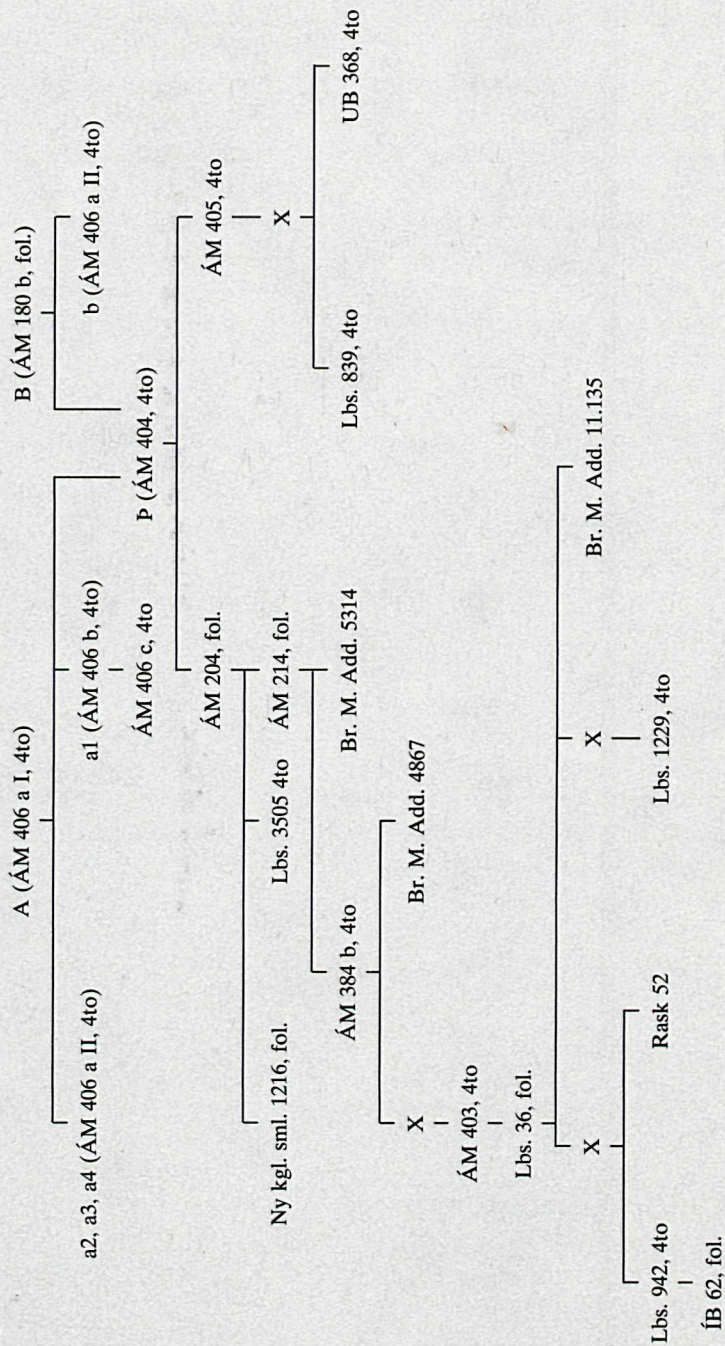 A (ÁM 406 a I, 4to)
B (ÁM 180 b, fol.)
a2, a3, a4 (ÁM 406 a II, 4to)
a1 (ÁM 406 b, 4to)
b (ÁM 406 a II, 4to)
ÁM 406 c, 4to
Þ (ÁM 404, 4to)
ÁM 204, fol.
ÁM 405, 4to
Ny kgl. sml. 1216, fol.
Lbs. 3505 4to
ÁM 214, fol.
X
ÁM 384 b, 4to
Br. M. Add. 5314
Lbs. 839, 4to
UB 368, 4to
X
Br. M. Add. 4867
ÁM 403, 4to
Lbs. 36, fol.
X
X
Br. M. Add. 11.135
Lbs. 942, 4to
Rask 52
Lbs. 1229, 4to
ÍB 62, fol.